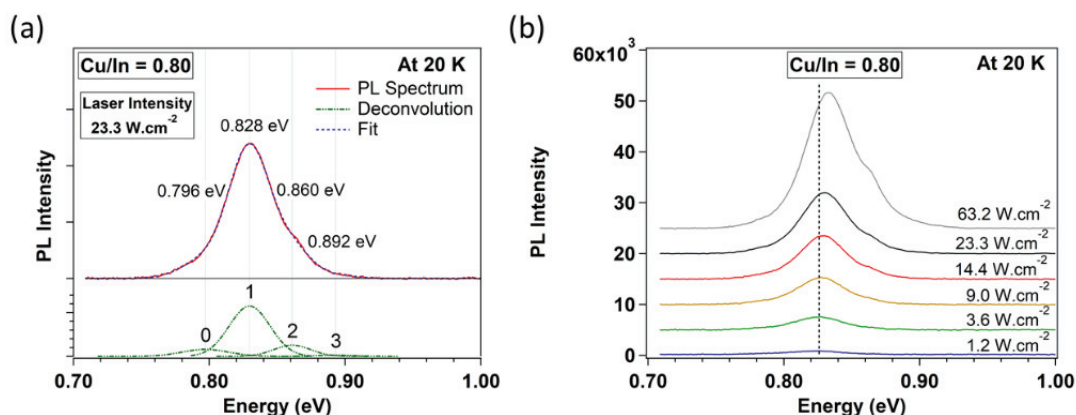 (a)
Cu/In = 0.80
At 20 K
Laser Intensity
23.3 W.cm-2
PL Spectrum
Deconvolution
Fit
0.828 eV
0.796 eV
0.860 eV
0.892 eV
PL Intensity
0
1
2
3
0.70
0.80
0.90
1.00
Energy (eV)
(b)
60x10³
50
40
30
20
10
0
Cu/In = 0.80
At 20 K
63.2 W.cm-2
23.3 W.cm-2
14.4 W.cm-2
9.0 W.cm-2
3.6 W.cm-2
1.2 W.cm-2
PL Intensity
0.70
0.80
0.90
1.00
Energy (eV)